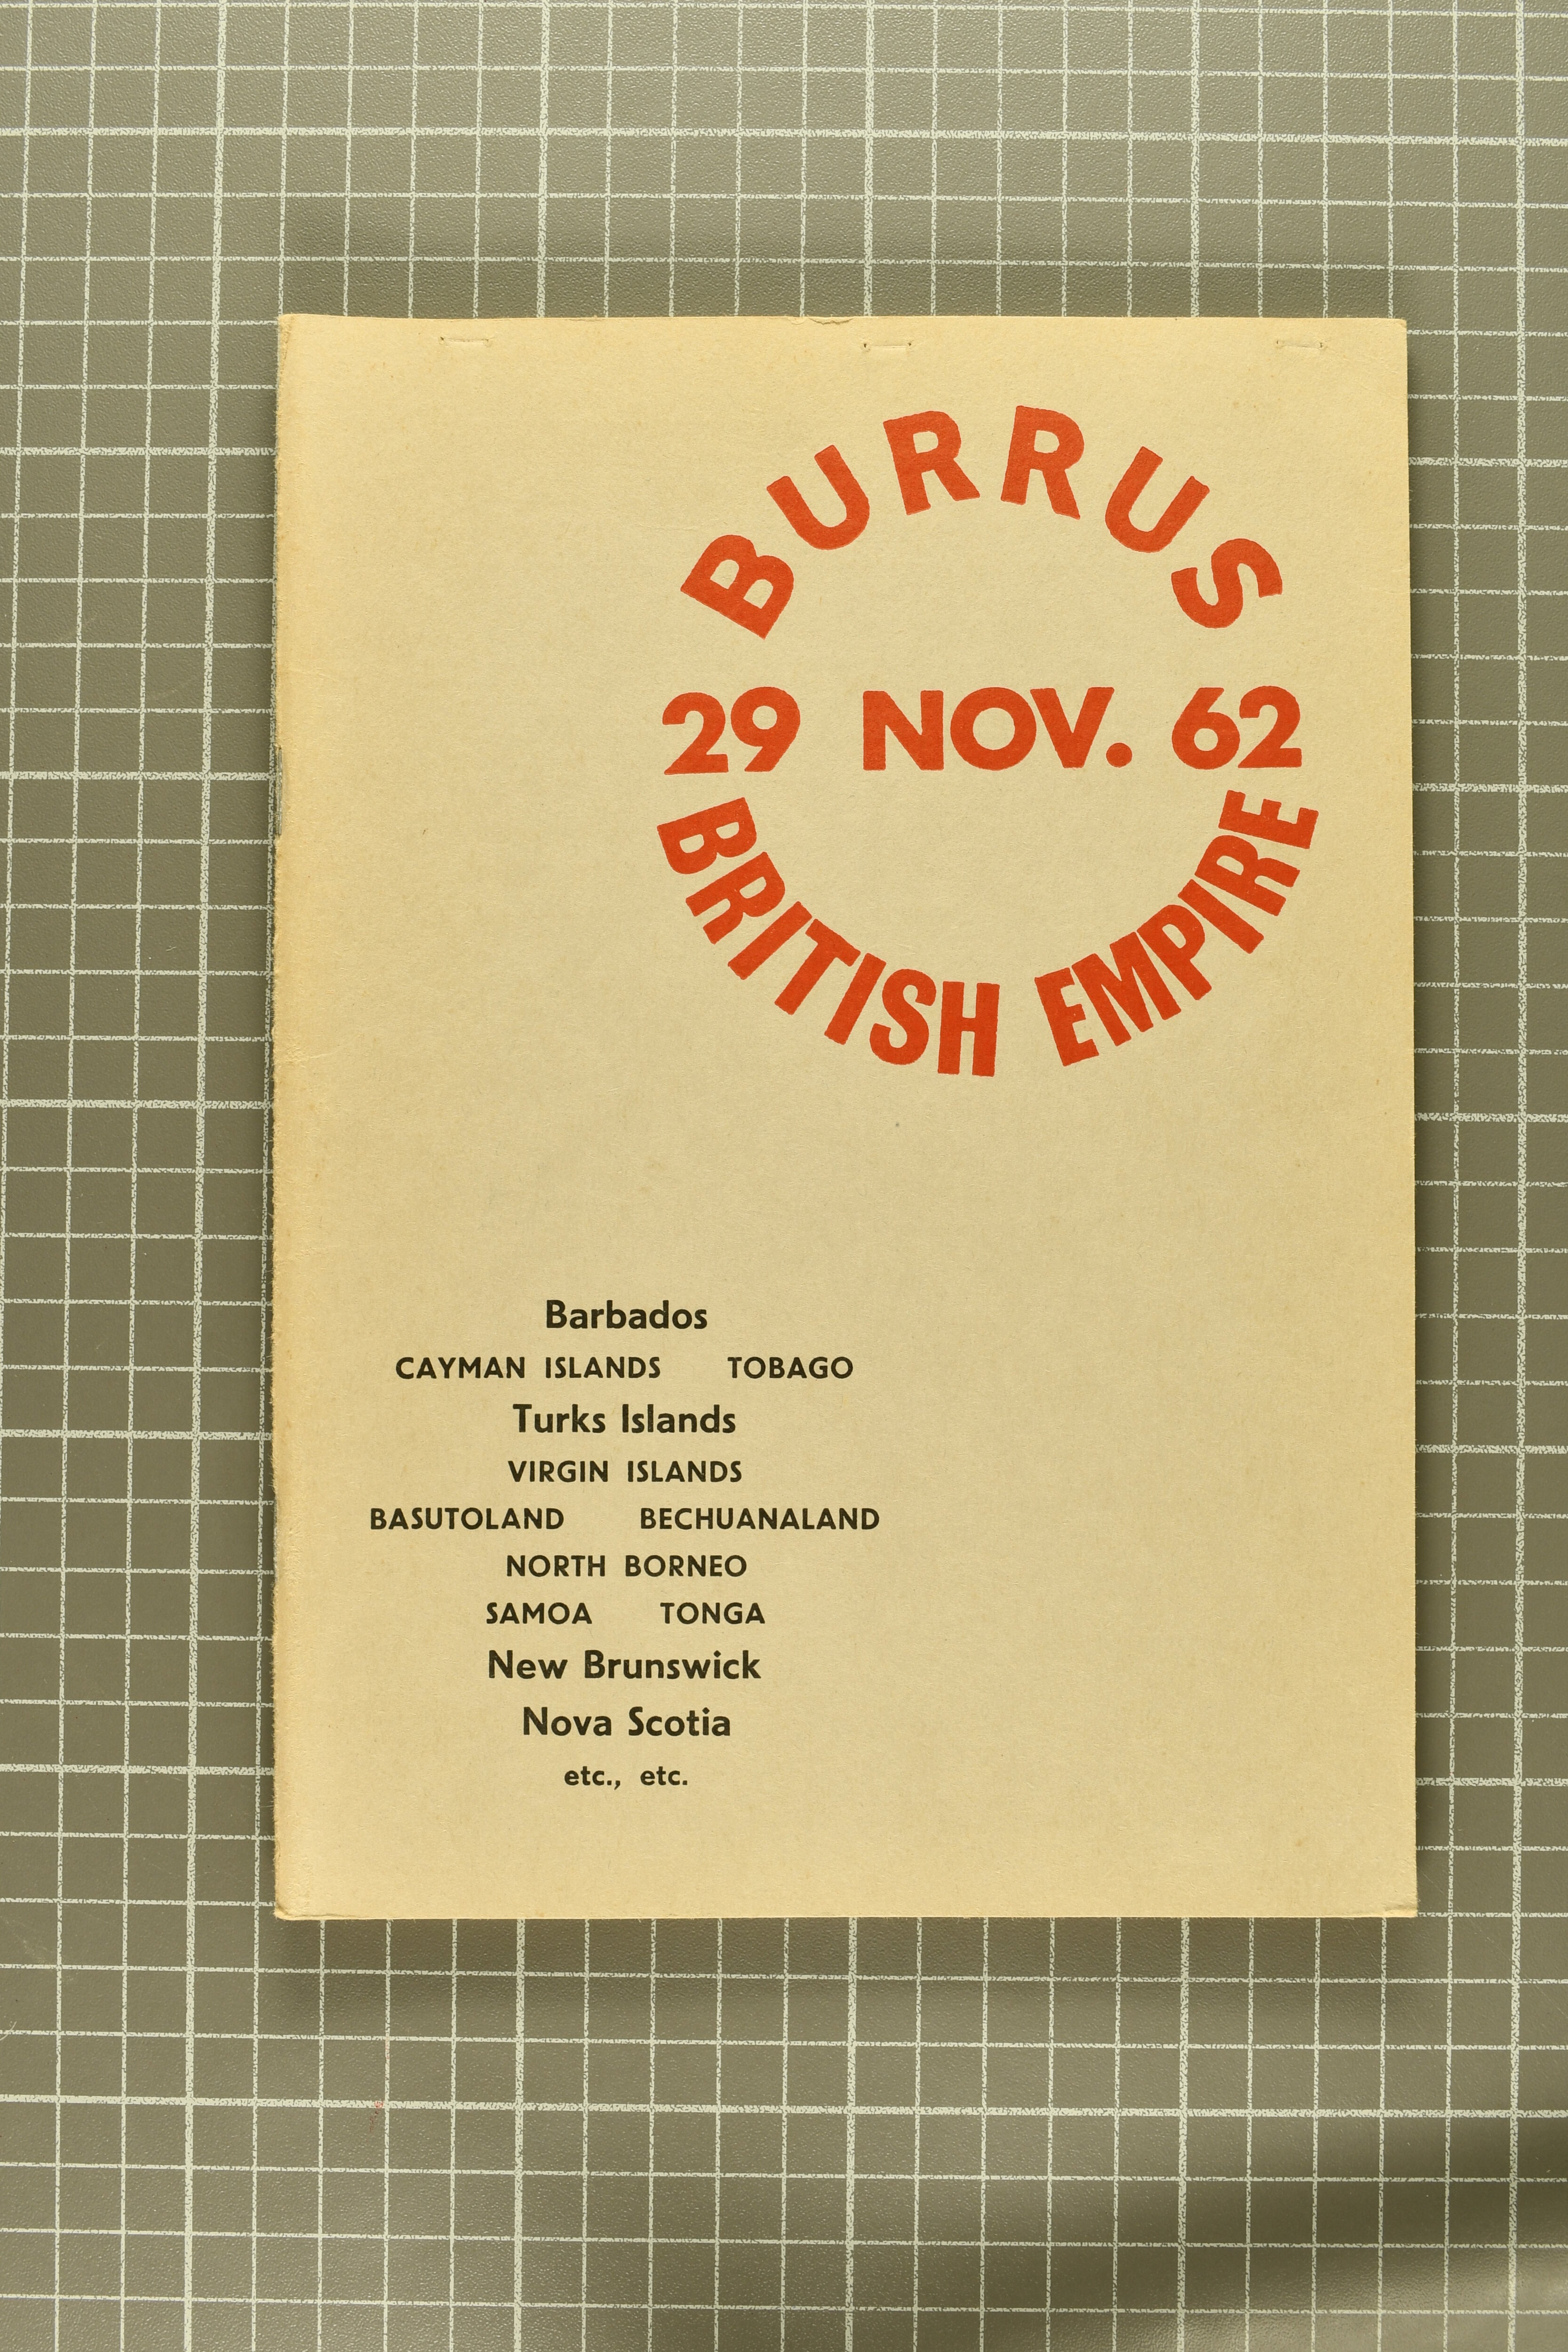 BURRUS
29 NOV. 62
BRITISH EMPIRE
Barbados
CAYMAN ISLANDS TOBAGO
Turks Islands
VIRGIN ISLANDS
BASUTOLAND BECHUANALAND
NORTH BORNEO
SAMOA TONGA
New Brunswick
Nova Scotia
etc., etc.